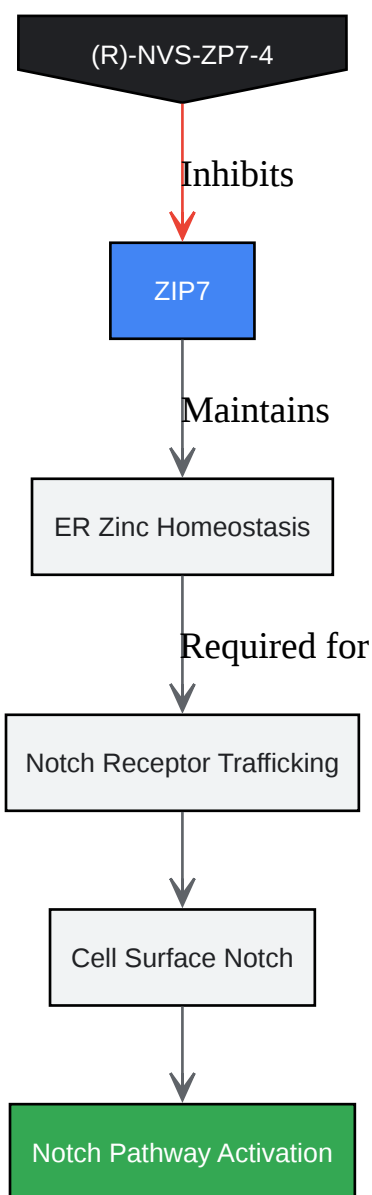 (R)-NVS-ZP7-4
Inhibits
ZIP7
Maintains
ER Zinc Homeostasis
Required for
Notch Receptor Trafficking
Cell Surface Notch
Notch Pathway Activation